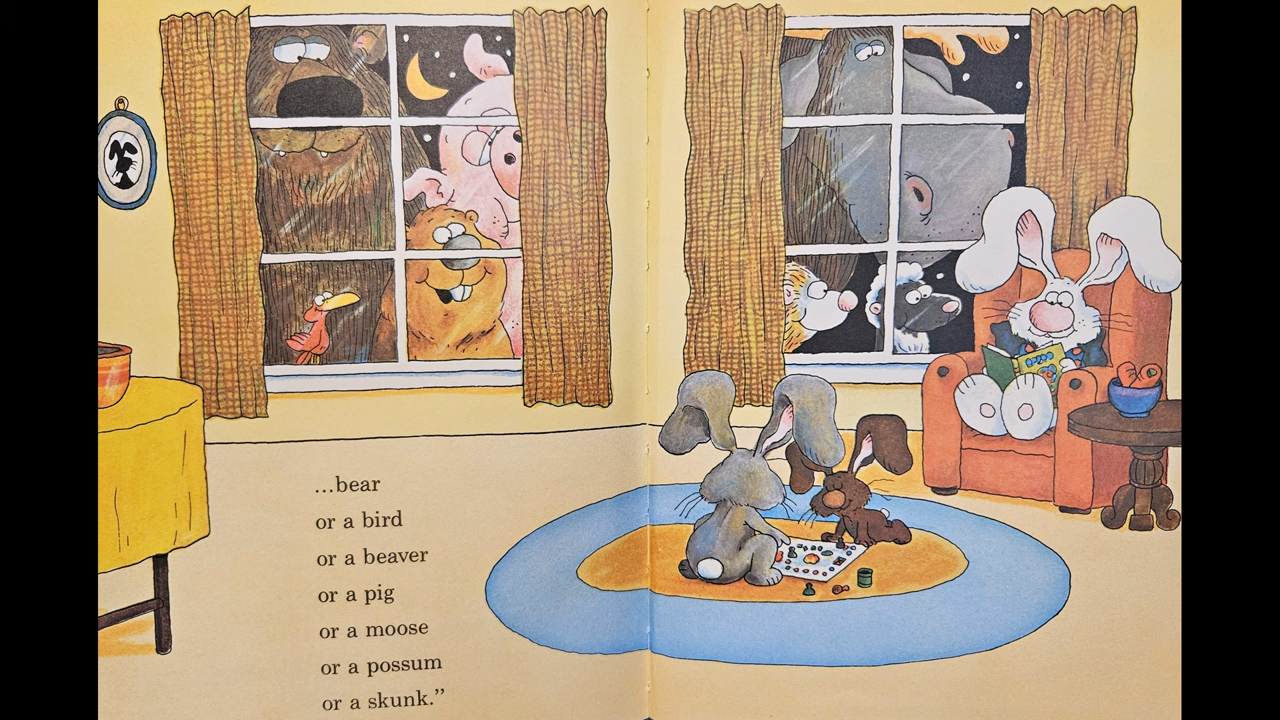 ...bear
or a bird
or a beaver
or a pig
or a moose
or a possum
or a skunk.”